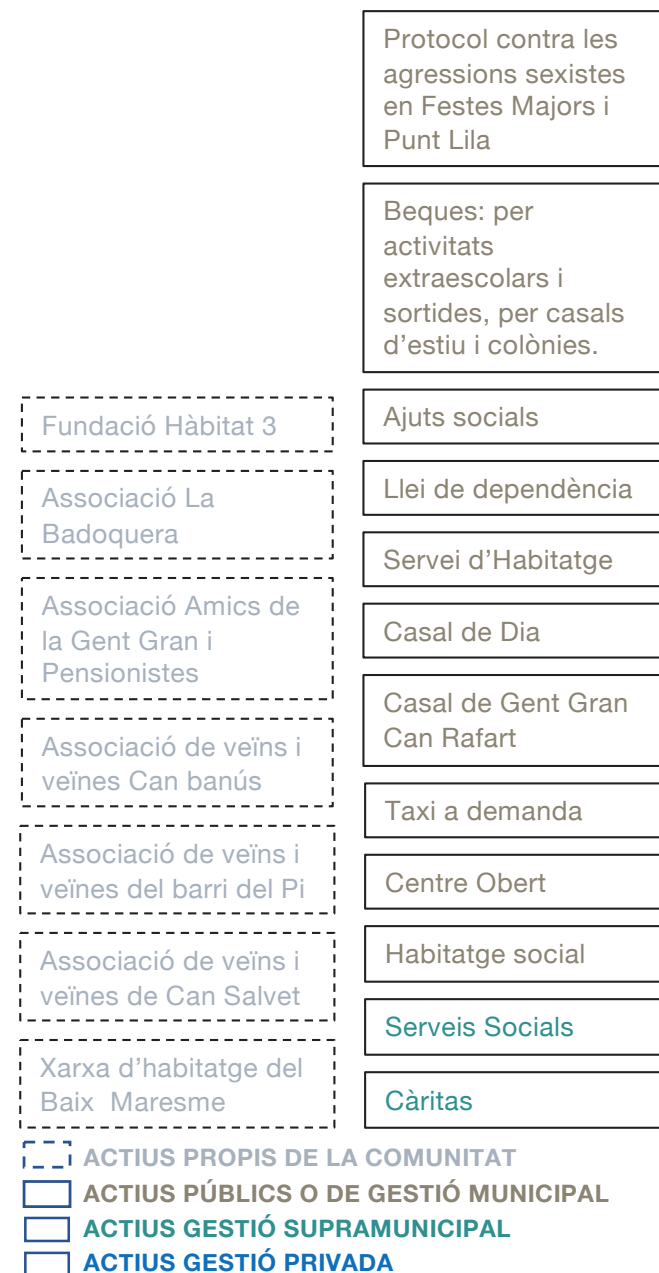 Protocol contra les
agressions sexistes
en Festes Majors i
Punt Lila
Beques: per
activitats
extraescolars i
sortides, per casals
d’estiu i colònies.
Fundació Hàbitat 3
Associació La
Badoquera
Associació Amics de
la Gent Gran i
Pensionistes
Associació de veïns i
veïnes Can banús
Associació de veïns i
veïnes del barri del Pi
Associació de veïns i
veïnes de Can Salvet
Xarxa d’habitatge del
Baix Maresme
Ajuts socials
Llei de dependència
Servei d’Habitatge
Casal de Dia
Casal de Gent Gran
Can Rafart
Taxi a demanda
Centre Obert
Habitatge social
Serveis Socials
Càritas
ACTIUS PROPIS DE LA COMUNITAT
ACTIUS PÚBLICS O DE GESTIÓ MUNICIPAL
ACTIUS GESTIÓ SUPRAMUNICIPAL
ACTIUS GESTIÓ PRIVADA